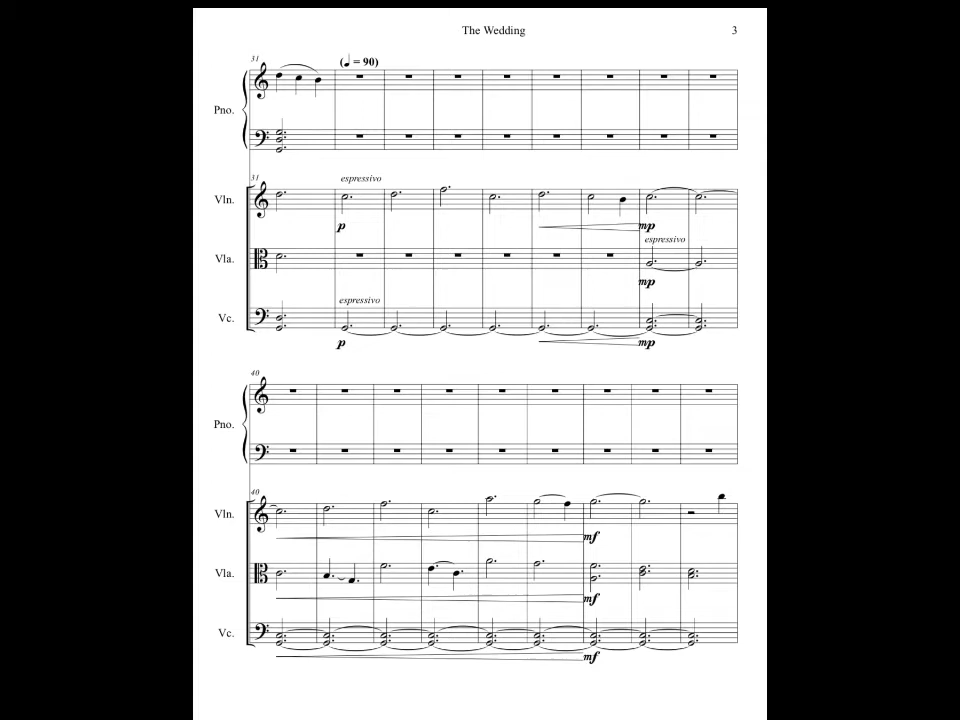 The Wedding 3
31 (♩ = 90)
Pno.
31 espressivo
Vln.
p mp
espressivo
Vla.
mp
espressivo
Vc.
p mp
40
Pno.
40
Vln.
mf
Vla.
mf
Vc.
mf